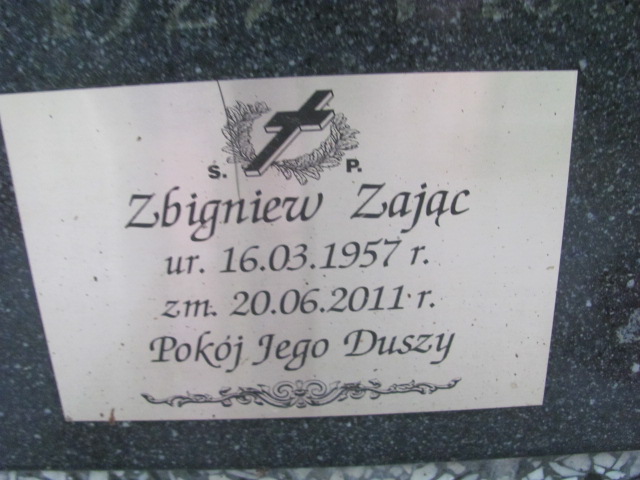 S. P.
Zbigniew Zając
ur. 16.03.1957 r.
zm. 20.06.2011 r.
Pokój Jego Duszy